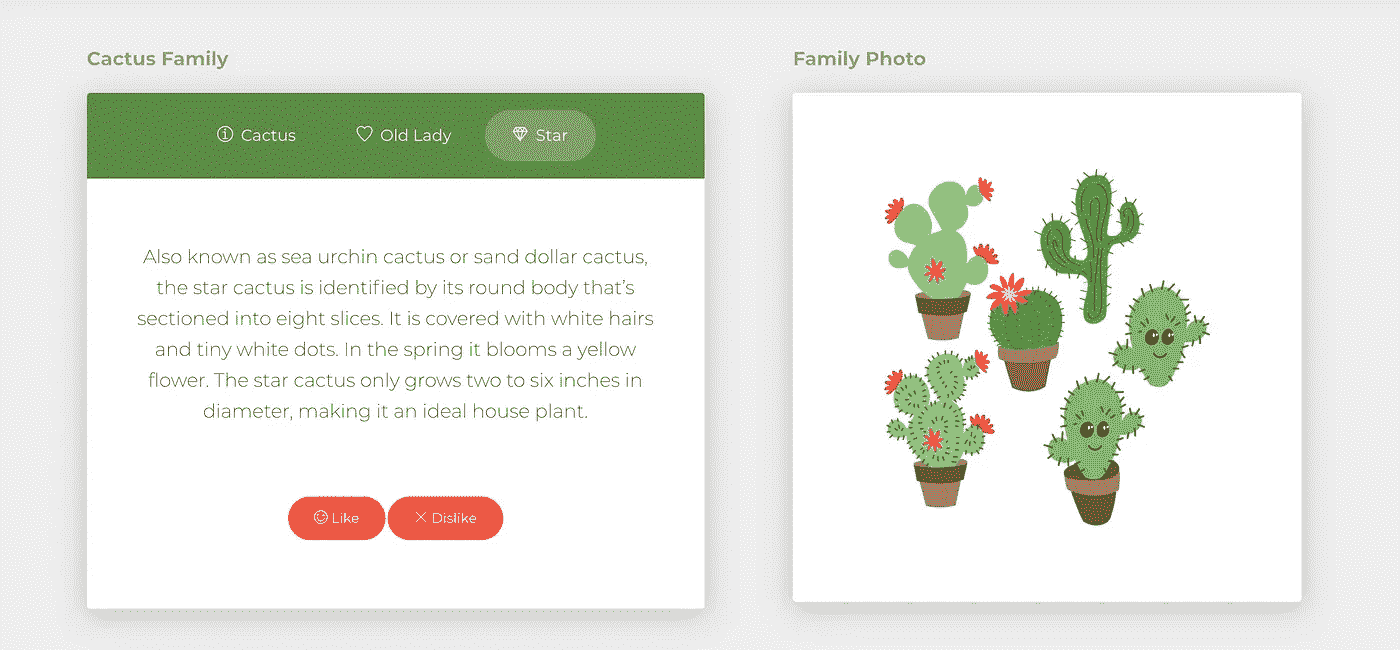 Cactus Family
Cactus
Old Lady
Star
Also known as sea urchin cactus or sand dollar cactus,
the star cactus is identified by its round body that's
sectioned into eight slices. It is covered with white hairs
and tiny white dots. In the spring it blooms a yellow
flower. The star cactus only grows two to six inches in
diameter, making it an ideal house plant.
Like
Dislike
Family Photo